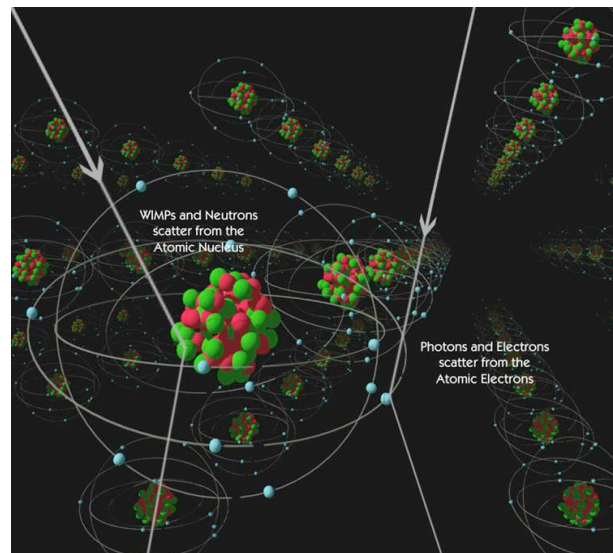 WIMPs and Neutrons
scatter from the
Atomic Nucleus
Photons and Electrons
scatter from the
Atomic Electrons